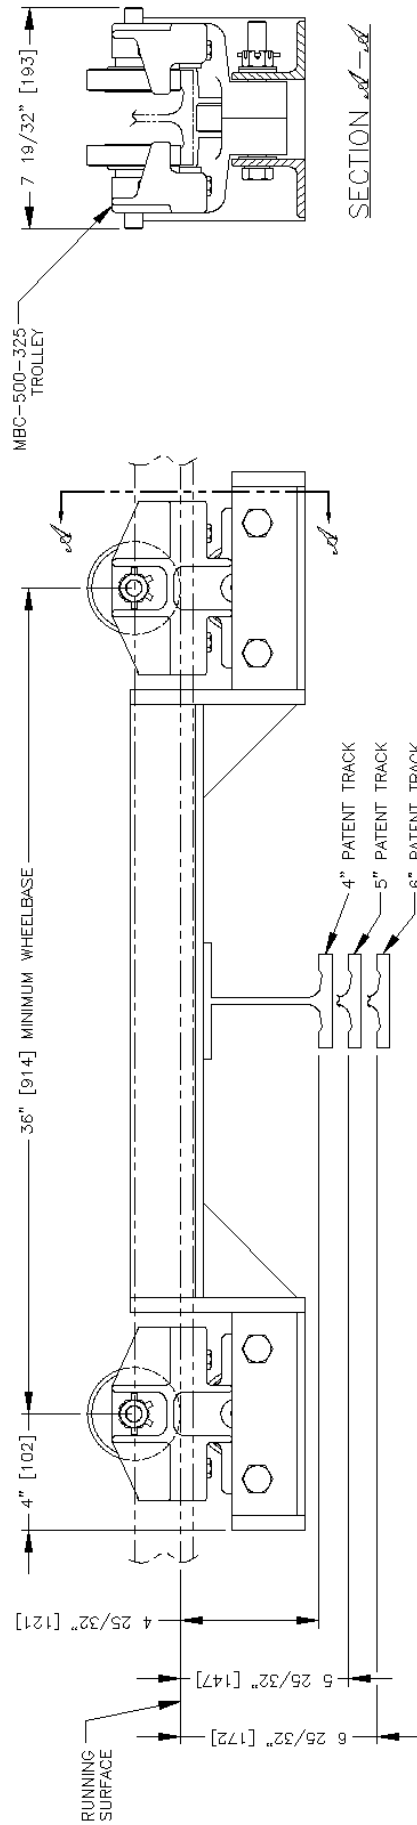 7 19/32" [193]
SECTION A-A
MBC-500-325
TROLLEY
A
A
36" [914] MINIMUM WHEELBASE
4" [102]
4" PATENT TRACK
5" PATENT TRACK
6" PATENT TRACK
4 25/32" [121]
5 25/32" [147]
6 25/32" [172]
RUNNING
SURFACE